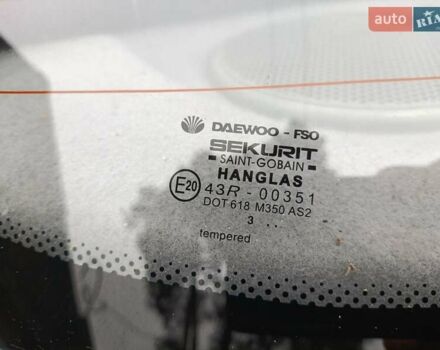 auto RIA
DAEWOO - FSO
SEKURIT
SAINT-GOBAIN
HANGLAS
E20 43R - 00351
DOT 618 M350 AS2
3 ..
tempered